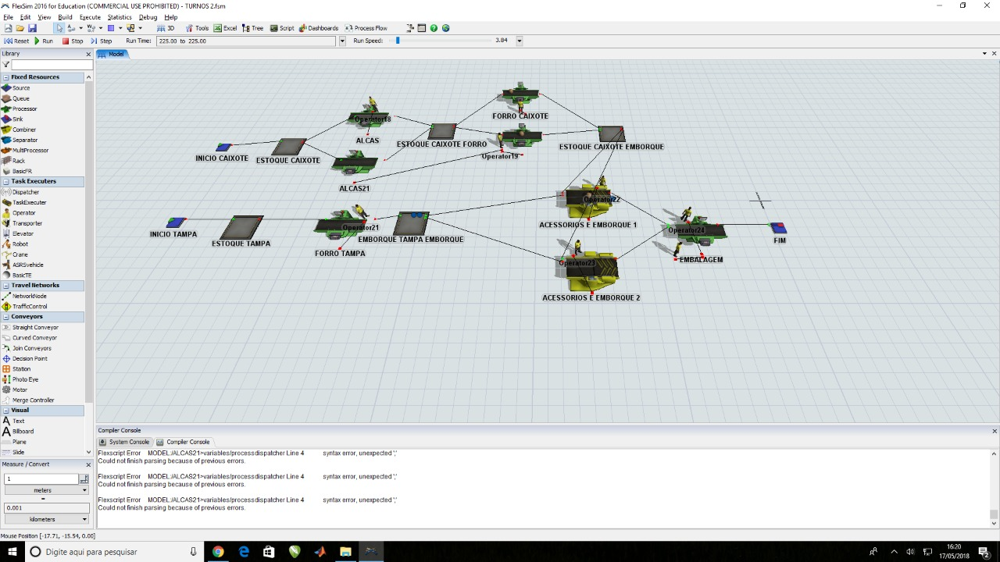 FlexSim 2016 for Education (COMMERCIAL USE PROHIBITED) - TURNOS 2.fsm
File Edit View Build Execute Statistics Debug Help
3D Tools Excel Tree Script Dashboards Process Flow
Reset Run Stop Step Run Time: 225.00 to 225.00 Run Speed: 3.84
Library
Model
Fixed Resources
Source
Queue
Processor
Sink
Combiner
Separator
MultiProcessor
Rack
BasicFR
Task Executers
Dispatcher
TaskExecuter
Operator
Transporter
Elevator
Robot
Crane
ASRSvehicle
BasicTE
Travel Networks
NetworkNode
TrafficControl
Conveyors
Straight Conveyor
Curved Conveyor
Join Conveyors
Decision Point
Station
Photo Eye
Motor
Merge Controller
Visual
Text
Billboard
Plane
Slide
Measure / Convert
1
meters
=
0.001
kilometers
FORRO CAIXOTE
Operator18
ALCAS
ESTOQUE CAIXOTE FORRO
ESTOQUE CAIXOTE EMBORQUE
INICIO CAIXOTE
ESTOQUE CAIXOTE
Operator19
ALCAS21
Operator22
ACESSORIOS E EMBORQUE 1
INICIO TAMPA
ESTOQUE TAMPA
Operator21
FORRO TAMPA
EMBORQUE TAMPA EMBORQUE
Operator24
EMBALAGEM
FIM
Operator23
ACESSORIOS E EMBORQUE 2
Compiler Console
System Console Compiler Console
Flexscript Error MODEL:/ALCAS21>variables/processdispatcher Line 4 syntax error, unexpected ';'
Could not finish parsing because of previous errors.
Flexscript Error MODEL:/ALCAS21>variables/processdispatcher Line 4 syntax error, unexpected ';'
Could not finish parsing because of previous errors.
Flexscript Error MODEL:/ALCAS21>variables/processdispatcher Line 4 syntax error, unexpected ';'
Could not finish parsing because of previous errors.
Mouse Position [-17.71, -15.54, 0.00]
Digite aqui para pesquisar
16:20
17/05/2018
2